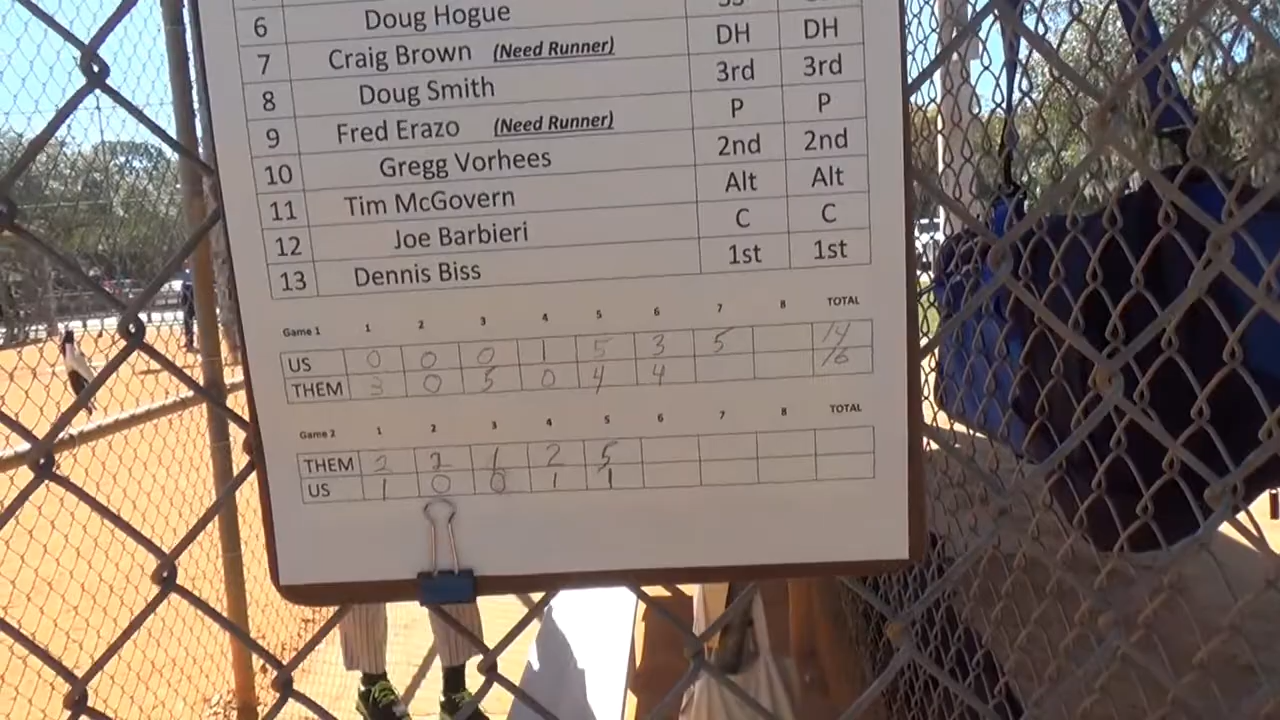 6 Doug Hogue SS
7 Craig Brown (Need Runner) DH DH
8 Doug Smith 3rd 3rd
9 Fred Erazo (Need Runner) P P
10 Gregg Vorhees 2nd 2nd
11 Tim McGovern Alt Alt
12 Joe Barbieri C C
13 Dennis Biss 1st 1st
Game 1 1 2 3 4 5 6 7 8 TOTAL
US 0 0 0 1 5 3 5 14
THEM 3 0 5 0 4 4 16
Game 2 1 2 3 4 5 6 7 8 TOTAL
THEM 2 2 1 2 5
US 1 0 0 1 1